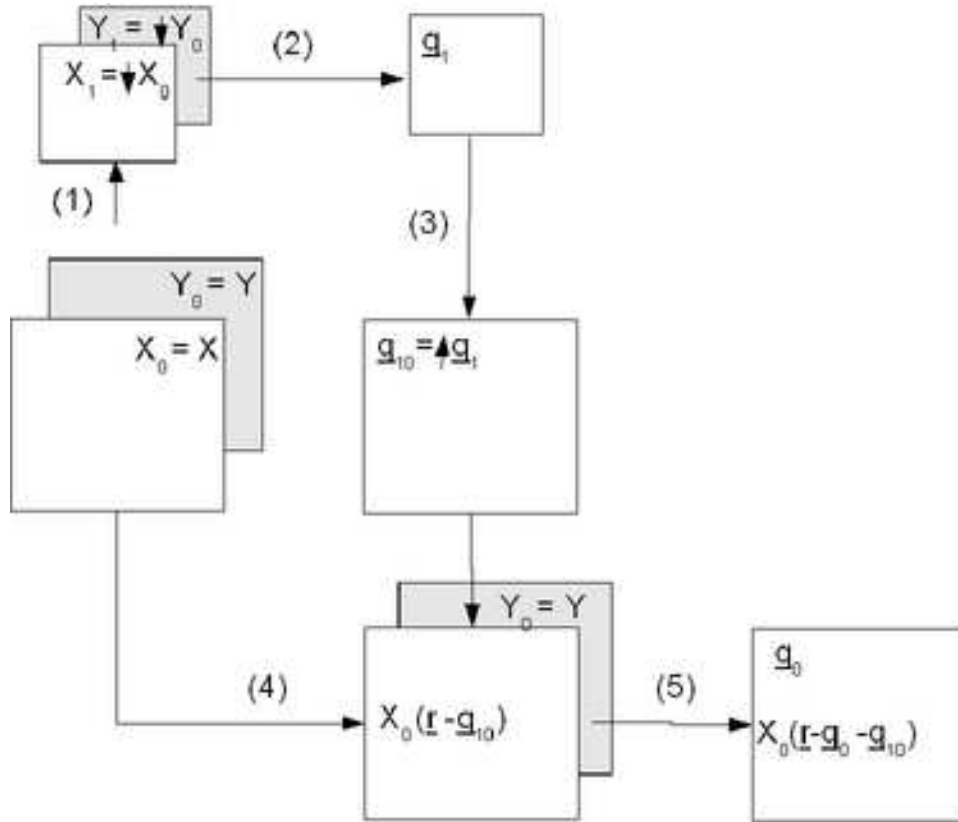 Y₁ = ↓Y₀
X₁ = ↓X₀
(2)
g₁
(1)
(3)
Y₀ = Y
X₀ = X
g₁₀ = ↑g₁
Y₀ = Y
(4)
X₀(r - g₁₀)
(5)
g₀
X₀(r - g₀ - g₁₀)